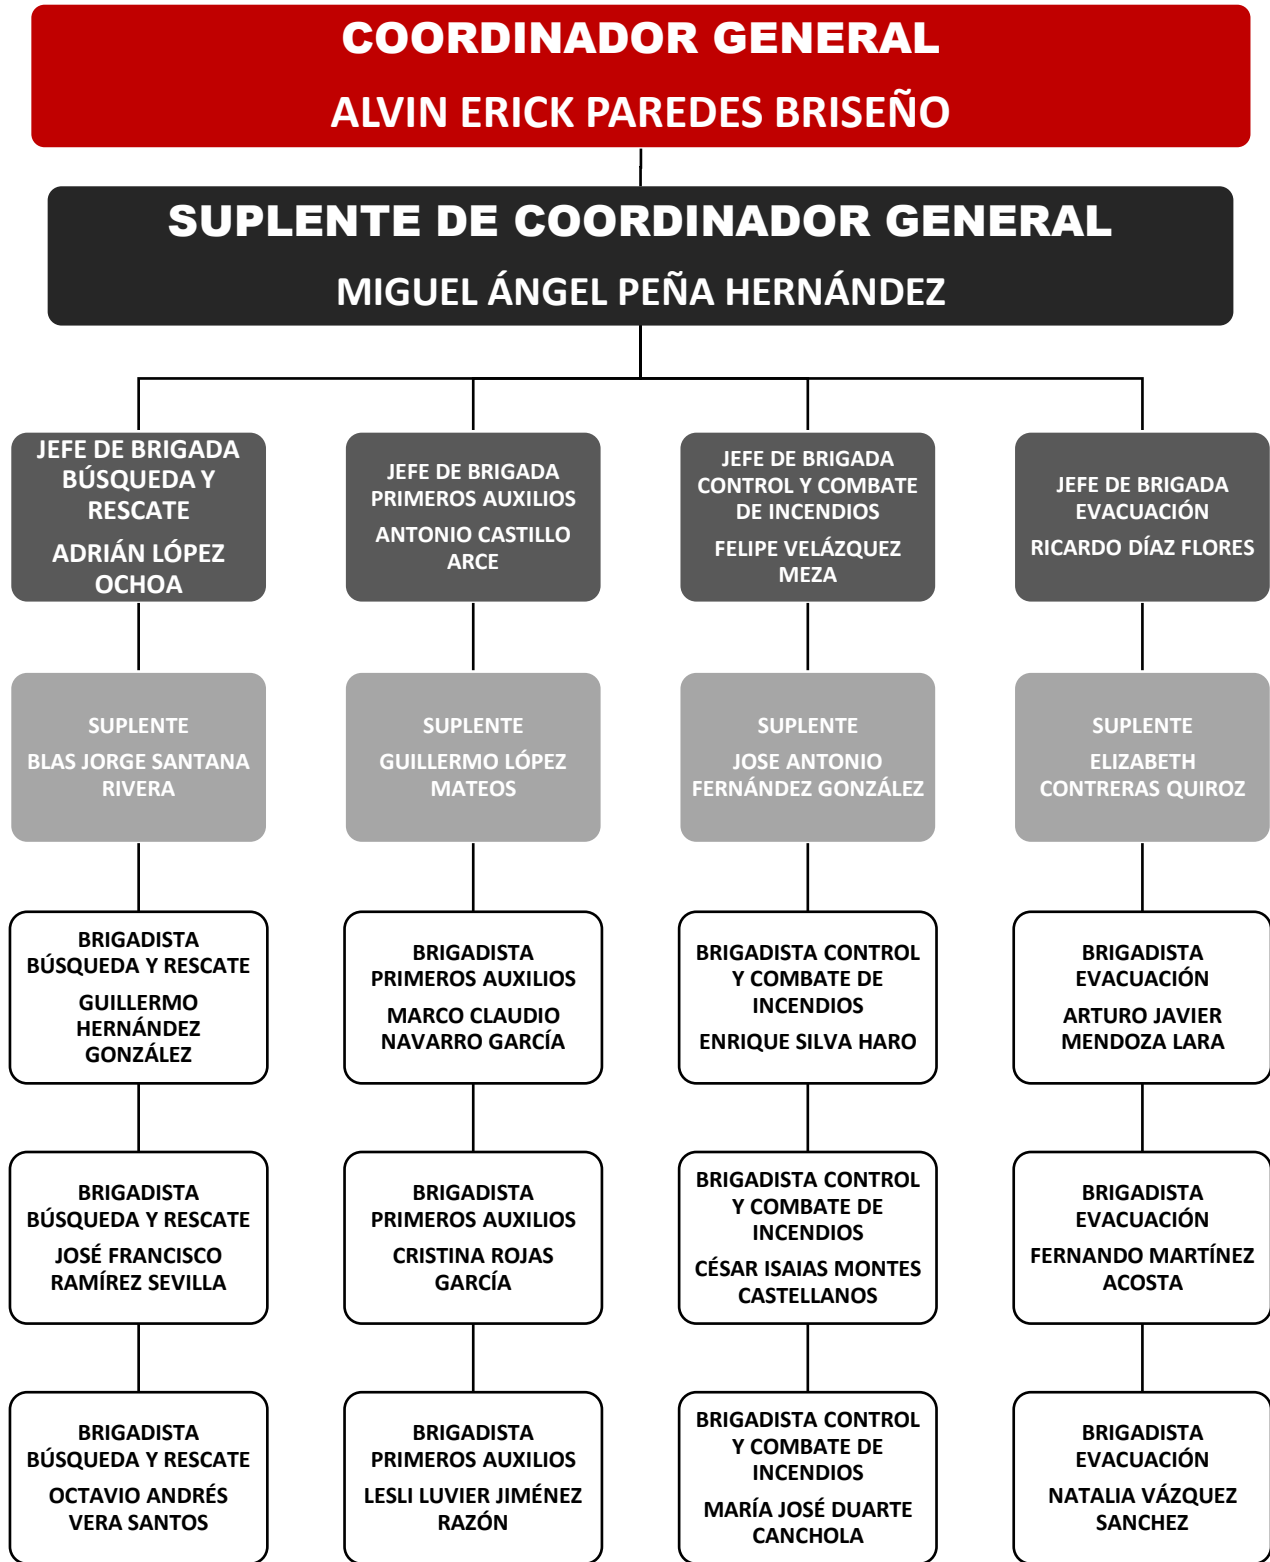 COORDINADOR GENERAL
ALVIN ERICK PAREDES BRISEÑO
SUPLENTE DE COORDINADOR GENERAL
MIGUEL ÁNGEL PEÑA HERNÁNDEZ
JEFE DE BRIGADA
BÚSQUEDA Y
RESCATE
ADRIÁN LÓPEZ
OCHOA
JEFE DE BRIGADA
PRIMEROS AUXILIOS
ANTONIO CASTILLO
ARCE
JEFE DE BRIGADA
CONTROL Y COMBATE
DE INCENDIOS
FELIPE VELÁZQUEZ
MEZA
JEFE DE BRIGADA
EVACUACIÓN
RICARDO DÍAZ FLORES
SUPLENTE
BLAS JORGE SANTANA
RIVERA
SUPLENTE
GUILLERMO LÓPEZ
MATEOS
SUPLENTE
JOSE ANTONIO
FERNÁNDEZ GONZÁLEZ
SUPLENTE
ELIZABETH
CONTRERAS QUIROZ
BRIGADISTA
BÚSQUEDA Y RESCATE
GUILLERMO
HERNÁNDEZ
GONZÁLEZ
BRIGADISTA
PRIMEROS AUXILIOS
MARCO CLAUDIO
NAVARRO GARCÍA
BRIGADISTA CONTROL
Y COMBATE DE
INCENDIOS
ENRIQUE SILVA HARO
BRIGADISTA
EVACUACIÓN
ARTURO JAVIER
MENDOZA LARA
BRIGADISTA
BÚSQUEDA Y RESCATE
JOSÉ FRANCISCO
RAMÍREZ SEVILLA
BRIGADISTA
PRIMEROS AUXILIOS
CRISTINA ROJAS
GARCÍA
BRIGADISTA CONTROL
Y COMBATE DE
INCENDIOS
CÉSAR ISAIAS MONTES
CASTELLANOS
BRIGADISTA
EVACUACIÓN
FERNANDO MARTÍNEZ
ACOSTA
BRIGADISTA
BÚSQUEDA Y RESCATE
OCTAVIO ANDRÉS
VERA SANTOS
BRIGADISTA
PRIMEROS AUXILIOS
LESLI LUVIER JIMÉNEZ
RAZÓN
BRIGADISTA CONTROL
Y COMBATE DE
INCENDIOS
MARÍA JOSÉ DUARTE
CANCHOLA
BRIGADISTA
EVACUACIÓN
NATALIA VÁZQUEZ
SANCHEZ